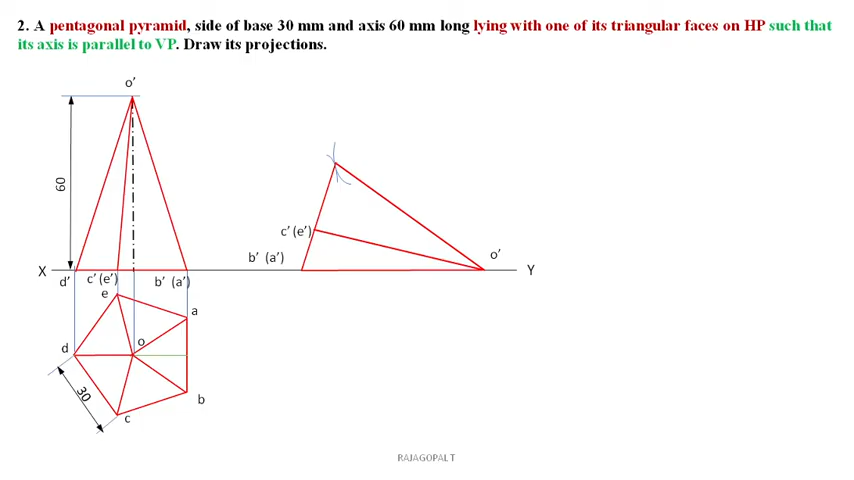 2. A pentagonal pyramid, side of base 30 mm and axis 60 mm long lying with one of its triangular faces on HP such that
its axis is parallel to VP. Draw its projections.
o’
60
c’ (e’)
b’ (a’)
o’
X
Y
d’
c’ (e’)
b’ (a’)
e
a
o
d
30
b
c
RAJAGOPAL T